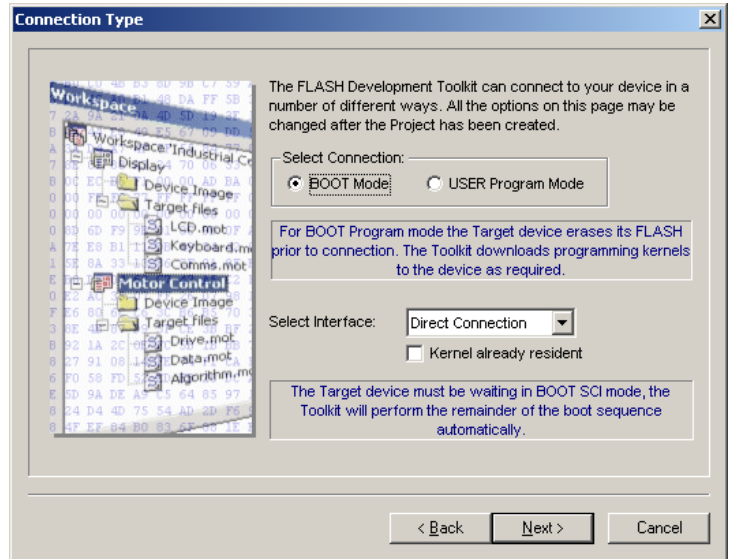 Connection Type
Workspace
Workspace 'Industrial Co
Display
Device Image
Target files
LCD.mot
Keyboard.m
Comms.mot
Motor Control
Device Image
Target files
Drive.mot
Data.mot
Algorithm.mo
The FLASH Development Toolkit can connect to your device in a
number of different ways. All the options on this page may be
changed after the Project has been created.
Select Connection:
BOOT Mode
USER Program Mode
For BOOT Program mode the Target device erases its FLASH
prior to connection. The Toolkit downloads programming kernels
to the device as required.
Select Interface:
Direct Connection
Kernel already resident
The Target device must be waiting in BOOT SCI mode, the
Toolkit will perform the remainder of the boot sequence
automatically.
< Back
Next >
Cancel